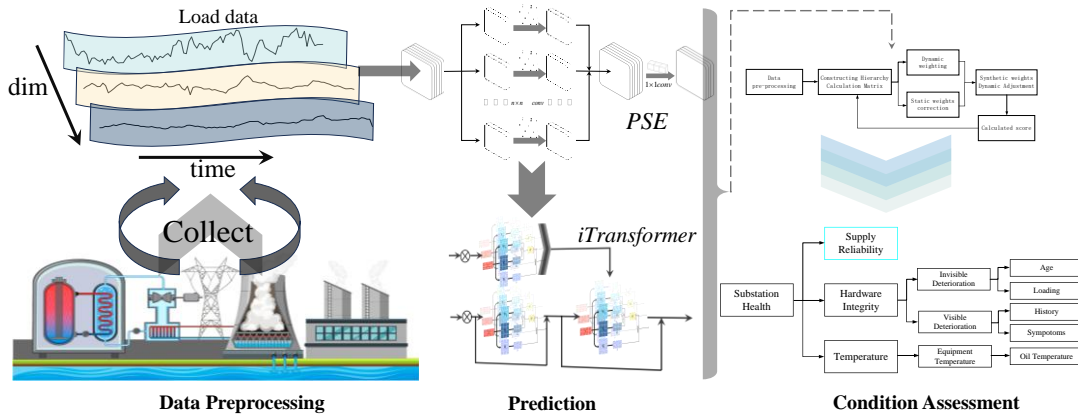 Load data
dim
time
Collect
Data Preprocessing
n×n conv
1×1conv
PSE
iTransformer
Prediction
Data
pre-processing
Constructing Hierarchy
Calculation Matrix
Dynamic
weighting
Static weights
correction
Synthetic weights
Dynamic Adjustment
Calculated score
Substation
Health
Supply
Reliability
Hardware
Integrity
Temperature
Invisible
Deterioration
Visible
Deterioration
Equipment
Temperature
Age
Loading
History
Sympotoms
Oil Temperature
Condition Assessment